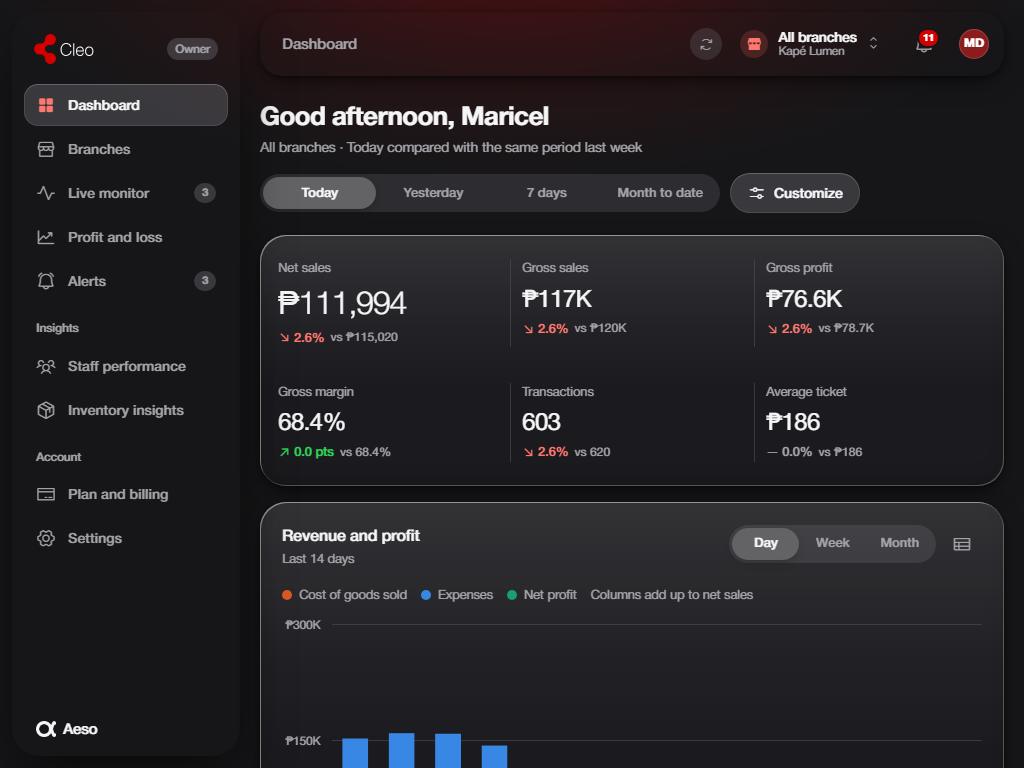 Cleo
Owner
Dashboard
Branches
Live monitor 3
Profit and loss
Alerts 3
Insights
Staff performance
Inventory insights
Account
Plan and billing
Settings
Aeso
Dashboard
All branches
Kapé Lumen
11
MD
Good afternoon, Maricel
All branches · Today compared with the same period last week
Today Yesterday 7 days Month to date Customize
Net sales
₱111,994
↘ 2.6% vs ₱115,020
Gross sales
₱117K
↘ 2.6% vs ₱120K
Gross profit
₱76.6K
↘ 2.6% vs ₱78.7K
Gross margin
68.4%
↗ 0.0 pts vs 68.4%
Transactions
603
↘ 2.6% vs 620
Average ticket
₱186
— 0.0% vs ₱186
Revenue and profit
Last 14 days
Day Week Month
Cost of goods sold Expenses Net profit Columns add up to net sales
₱300K
₱150K